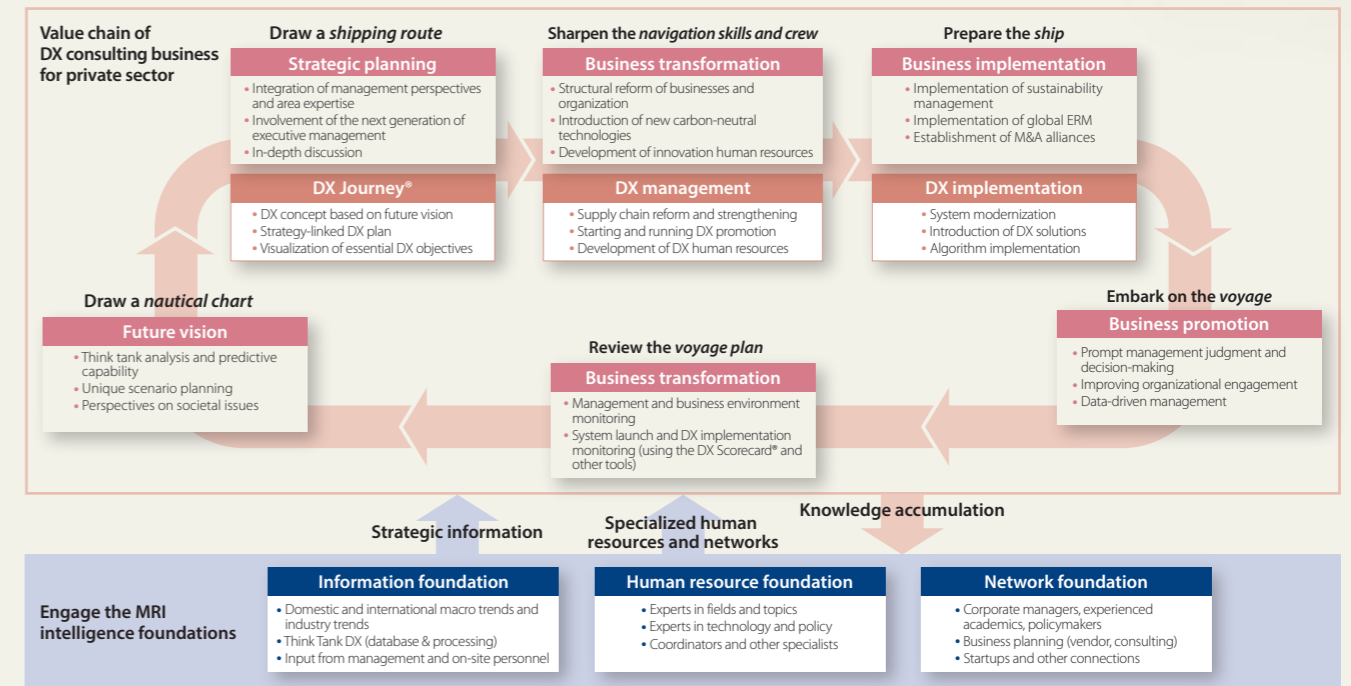 Value chain of
DX consulting business
for private sector
Draw a shipping route
Strategic planning
• Integration of management perspectives
and area expertise
• Involvement of the next generation of
executive management
• In-depth discussion
DX Journey®
• DX concept based on future vision
• Strategy-linked DX plan
• Visualization of essential DX objectives
Sharpen the navigation skills and crew
Business transformation
• Structural reform of businesses and
organization
• Introduction of new carbon-neutral
technologies
• Development of innovation human resources
DX management
• Supply chain reform and strengthening
• Starting and running DX promotion
• Development of DX human resources
Prepare the ship
Business implementation
• Implementation of sustainability
management
• Implementation of global ERM
• Establishment of M&A alliances
DX implementation
• System modernization
• Introduction of DX solutions
• Algorithm implementation
Embark on the voyage
Business promotion
• Prompt management judgment and
decision-making
• Improving organizational engagement
• Data-driven management
Review the voyage plan
Business transformation
• Management and business environment
monitoring
• System launch and DX implementation
monitoring (using the DX Scorecard® and
other tools)
Draw a nautical chart
Future vision
• Think tank analysis and predictive
capability
• Unique scenario planning
• Perspectives on societal issues
Strategic information
Specialized human
resources and networks
Knowledge accumulation
Engage the MRI
intelligence foundations
Information foundation
• Domestic and international macro trends and
industry trends
• Think Tank DX (database & processing)
• Input from management and on-site personnel
Human resource foundation
• Experts in fields and topics
• Experts in technology and policy
• Coordinators and other specialists
Network foundation
• Corporate managers, experienced
academics, policymakers
• Business planning (vendor, consulting)
• Startups and other connections